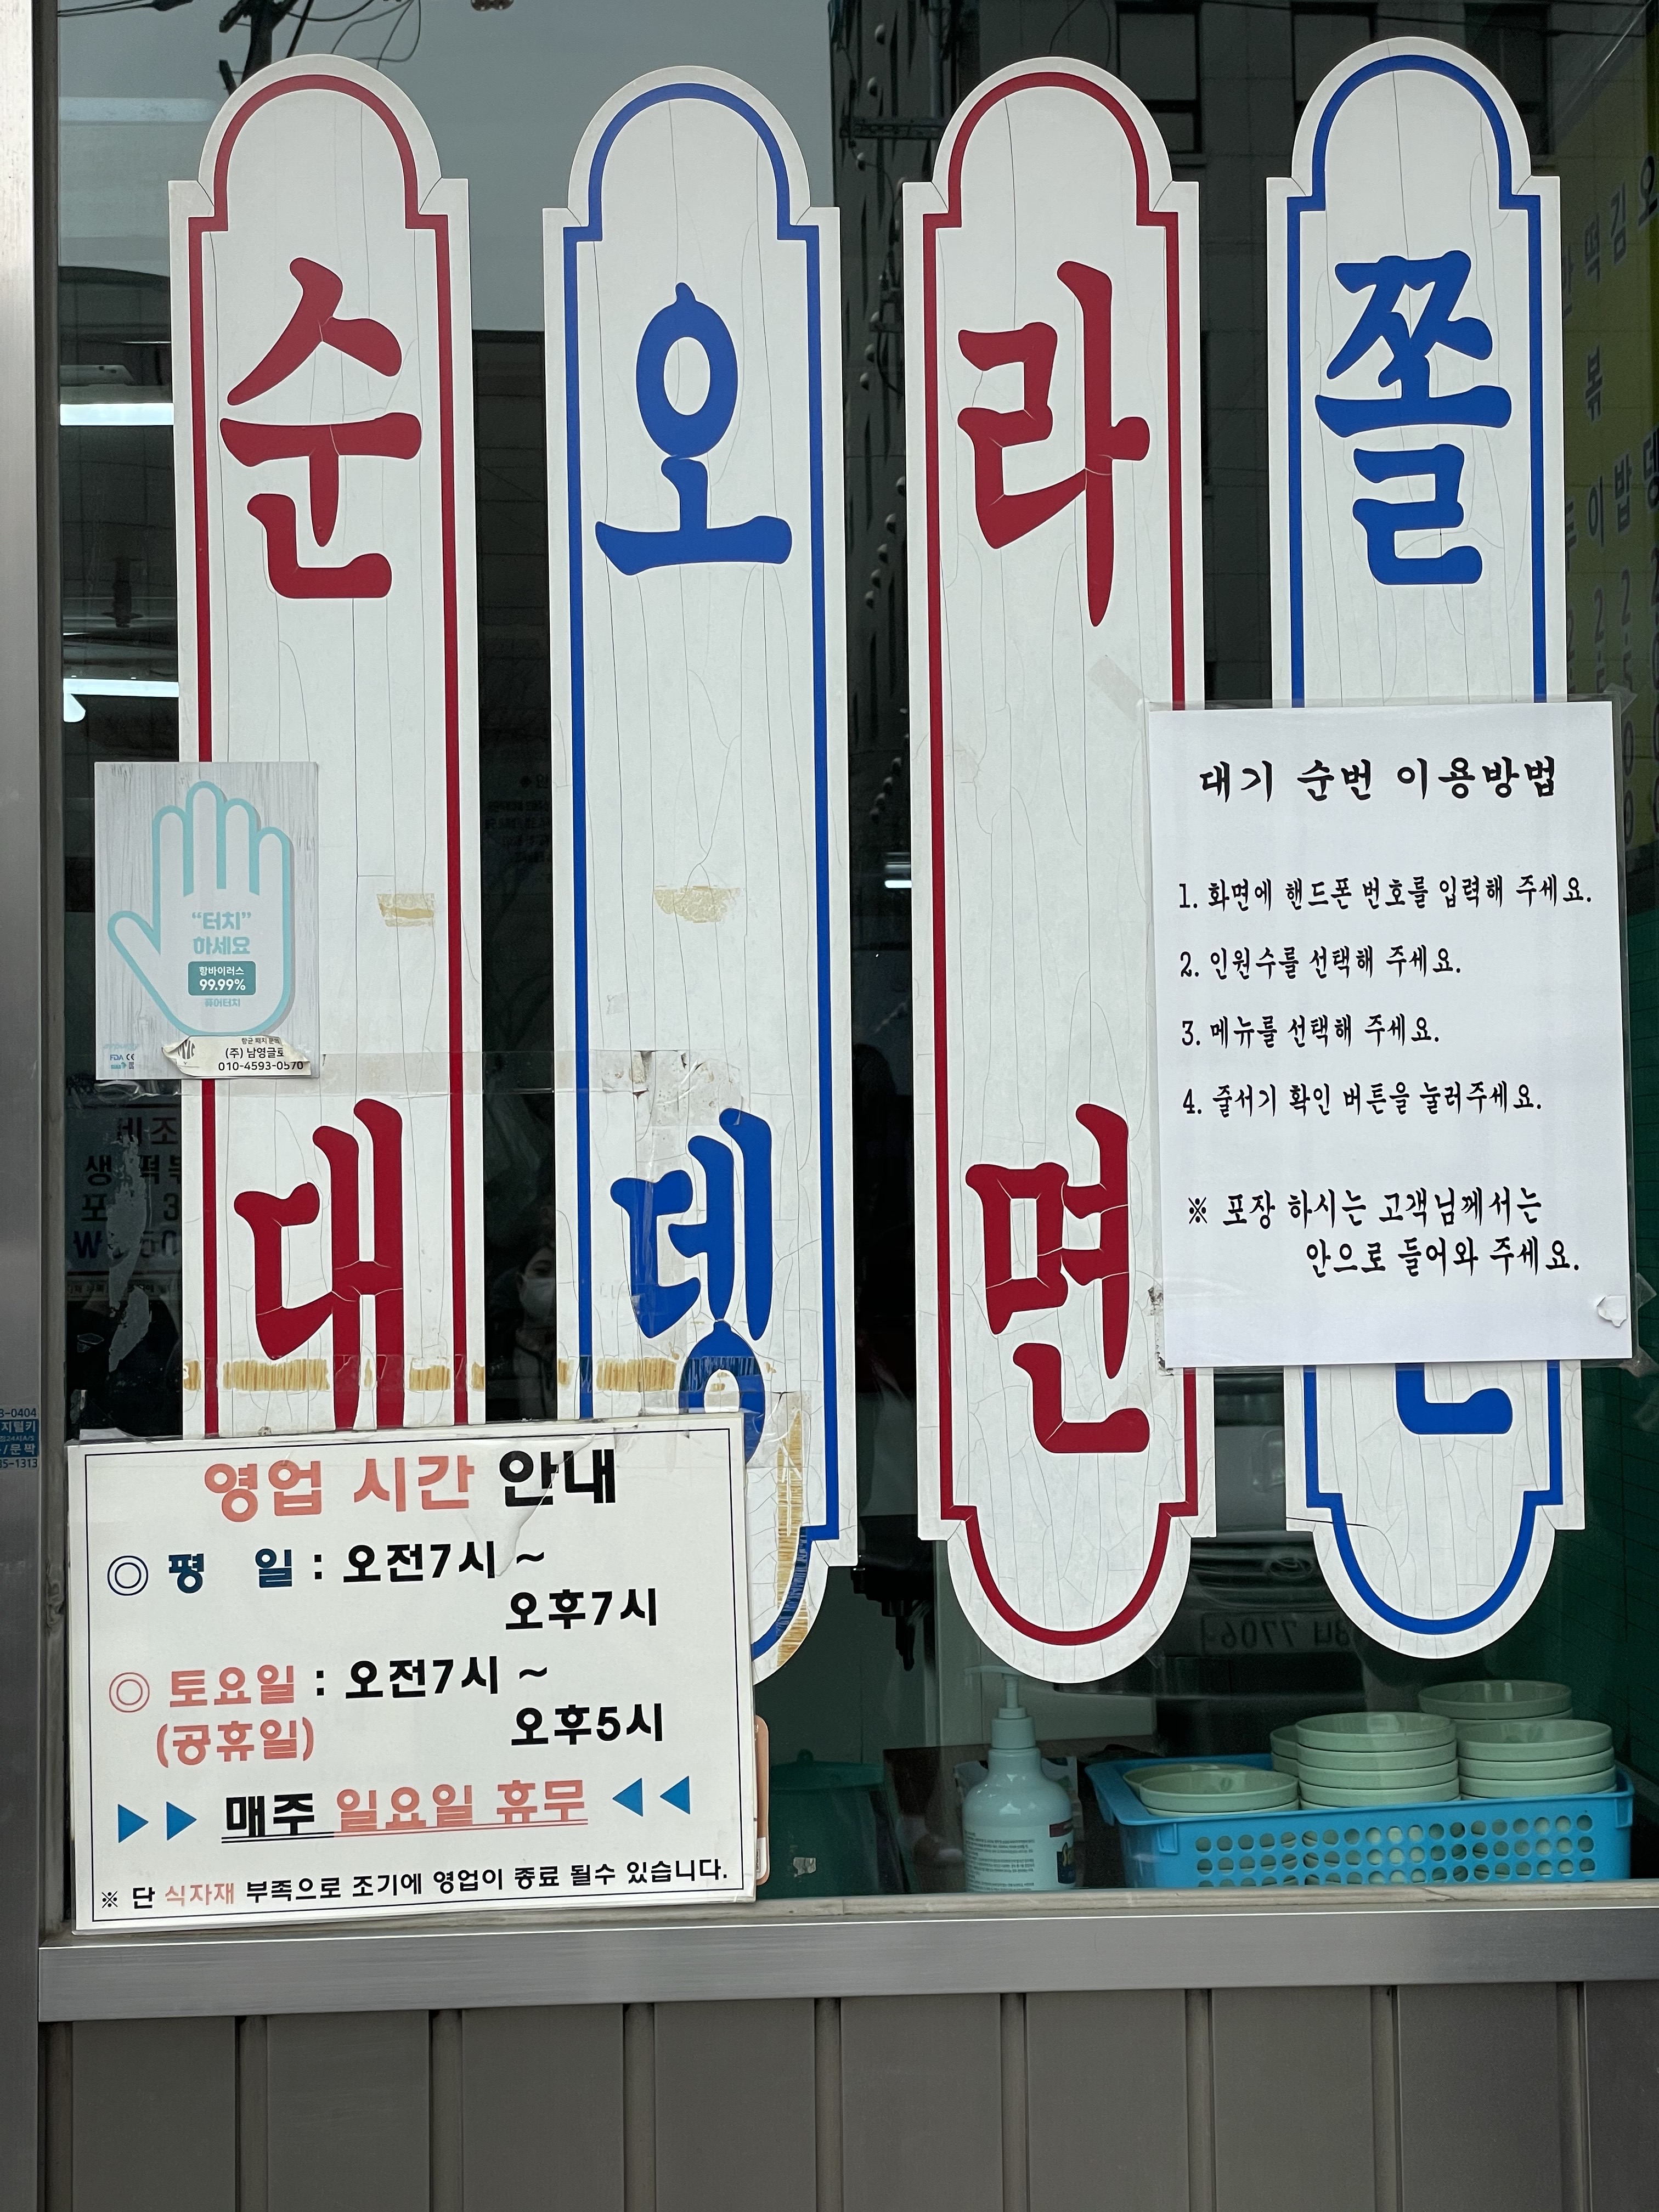 순대
오뎅
라면
쫄
대기 순번 이용방법
1. 화면에 핸드폰 번호를 입력해 주세요.
2. 인원수를 선택해 주세요.
3. 메뉴를 선택해 주세요.
4. 줄서기 확인 버튼을 눌러주세요.
※ 포장 하시는 고객님께서는
안으로 들어와 주세요.
“터치”
하세요
항바이러스
99.99%
퓨어터치
FDA CE
(주) 남영글로
010-4593-0570
영업 시간 안내
◎ 평 일 : 오전7시 ~
오후7시
◎ 토요일 : 오전7시 ~
(공휴일) 오후5시
▶▶ 매주 일요일 휴무 ◀◀
※ 단 식자재 부족으로 조기에 영업이 종료 될수 있습니다.